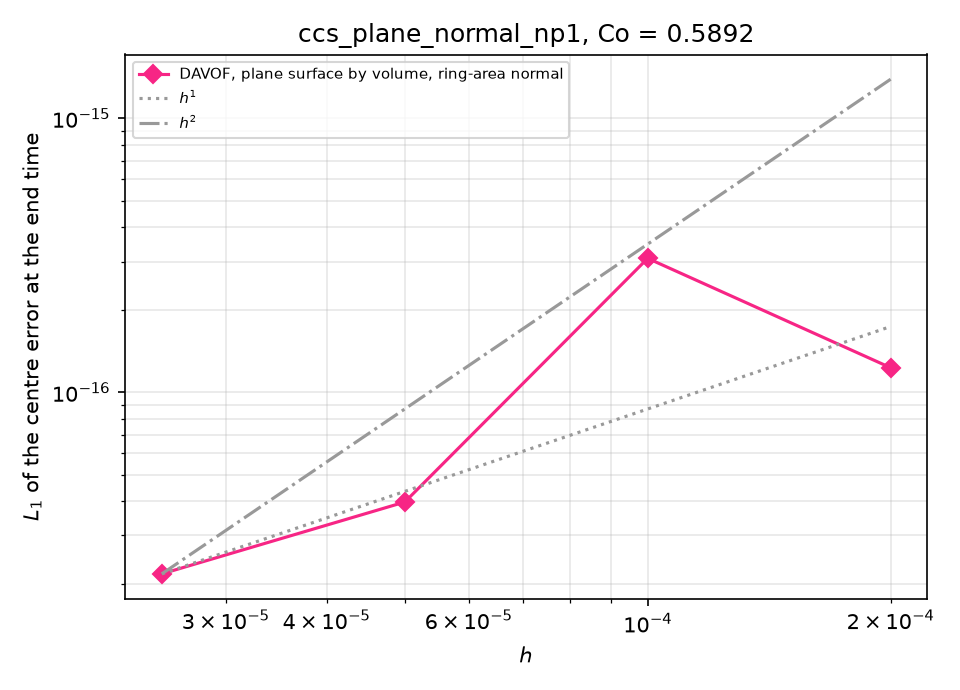 ccs_plane_normal_np1, Co = 0.5892
DAVOF, plane surface by volume, ring-area normal
h¹
h²
L₁ of the centre error at the end time
10⁻¹⁵
10⁻¹⁶
3 × 10⁻⁵ 4 × 10⁻⁵ 6 × 10⁻⁵ 10⁻⁴ 2 × 10⁻⁴
h